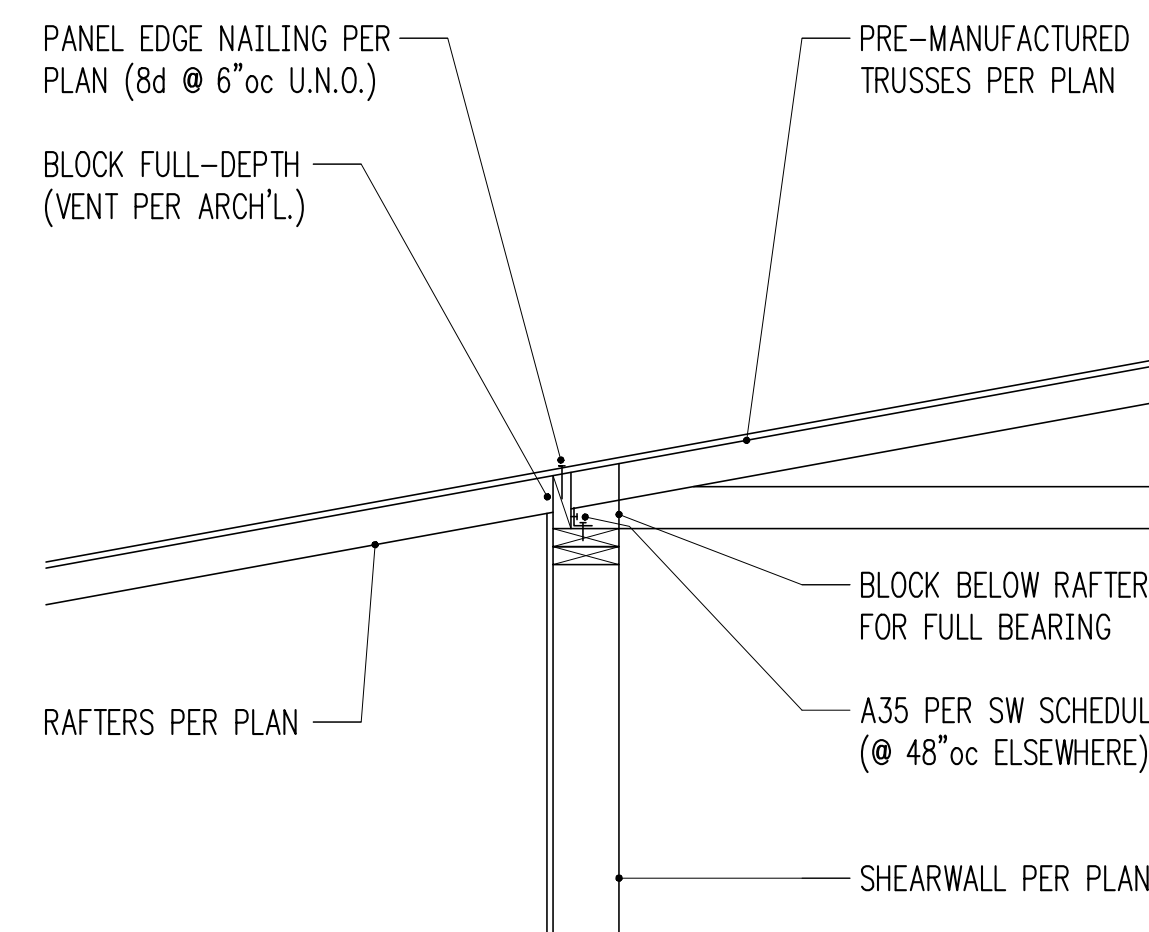 PANEL EDGE NAILING PER
PLAN (8d @ 6"oc U.N.O.)
BLOCK FULL-DEPTH
(VENT PER ARCH'L.)
RAFTERS PER PLAN
PRE-MANUFACTURED
TRUSSES PER PLAN
BLOCK BELOW RAFTER
FOR FULL BEARING
A35 PER SW SCHEDUL
(@ 48"oc ELSEWHERE)
SHEARWALL PER PLAN